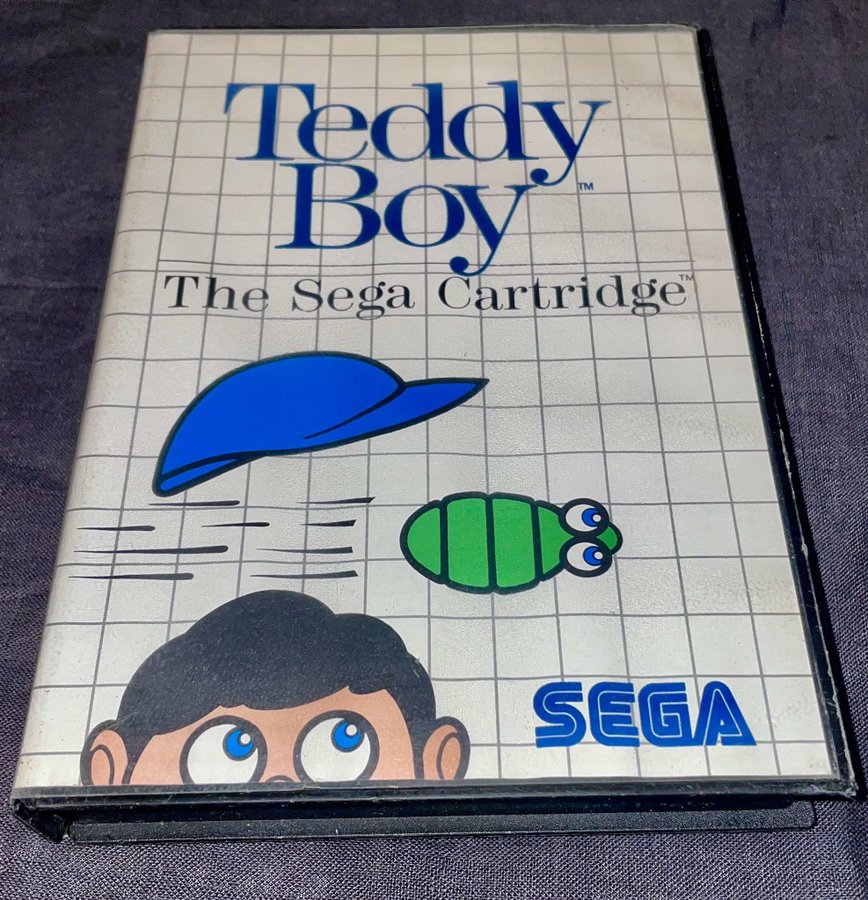 Teddy
Boy™
The Sega Cartridge™
SEGA